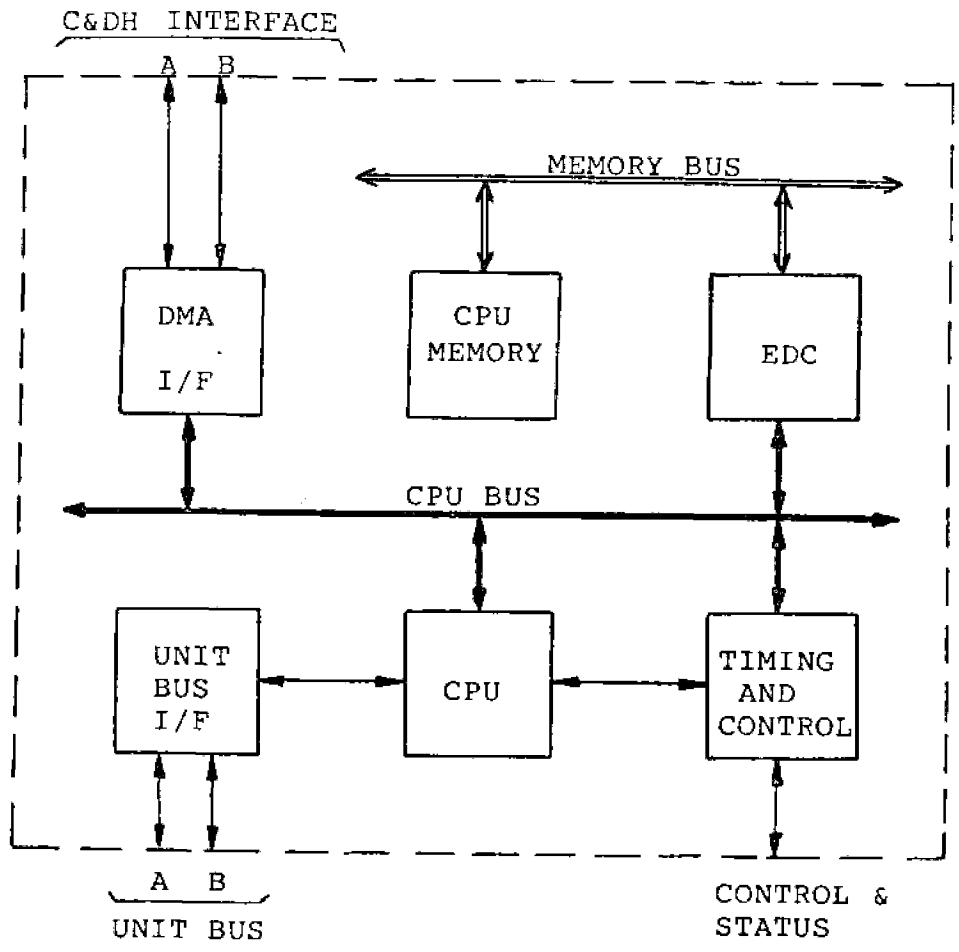 C&DH INTERFACE
A B
MEMORY BUS
DMA
I/F
CPU
MEMORY
EDC
CPU BUS
UNIT
BUS
I/F
CPU
TIMING
AND
CONTROL
A B
UNIT BUS
CONTROL &
STATUS